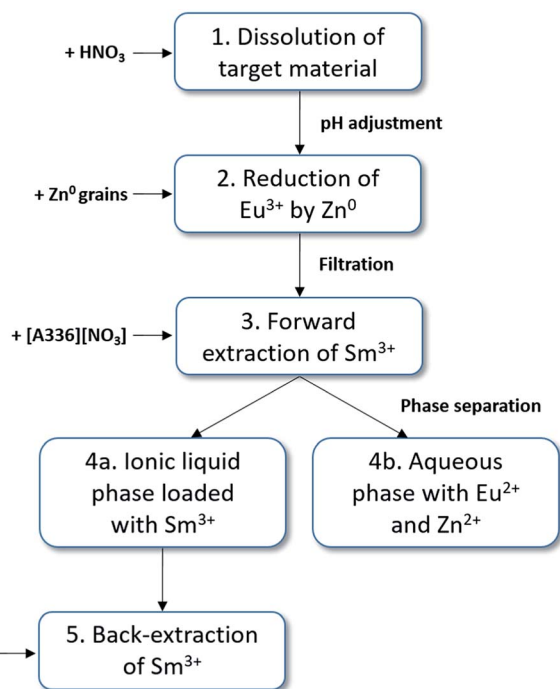 1. Dissolution of
target material
+ HNO₃
pH adjustment
2. Reduction of
Eu³⁺ by Zn⁰
+ Zn⁰ grains
Filtration
3. Forward
extraction of Sm³⁺
+ [A336][NO₃]
Phase separation
4a. Ionic liquid
phase loaded
with Sm³⁺
4b. Aqueous
phase with Eu²⁺
and Zn²⁺
5. Back-extraction
of Sm³⁺